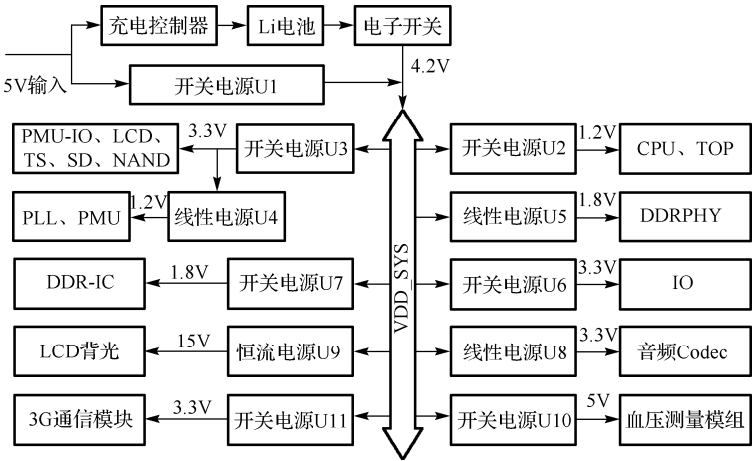 充电控制器
Li电池
电子开关
5V输入
4.2V
开关电源U1
PMU-IO、LCD、
TS、SD、NAND
3.3V
开关电源U3
开关电源U2
1.2V
CPU、TOP
PLL、PMU
1.2V
线性电源U4
线性电源U5
1.8V
DDRPHY
VDD_SYS
DDR-IC
1.8V
开关电源U7
开关电源U6
3.3V
IO
LCD背光
15V
恒流电源U9
线性电源U8
3.3V
音频Codec
3G通信模块
3.3V
开关电源U11
开关电源U10
5V
血压测量模组